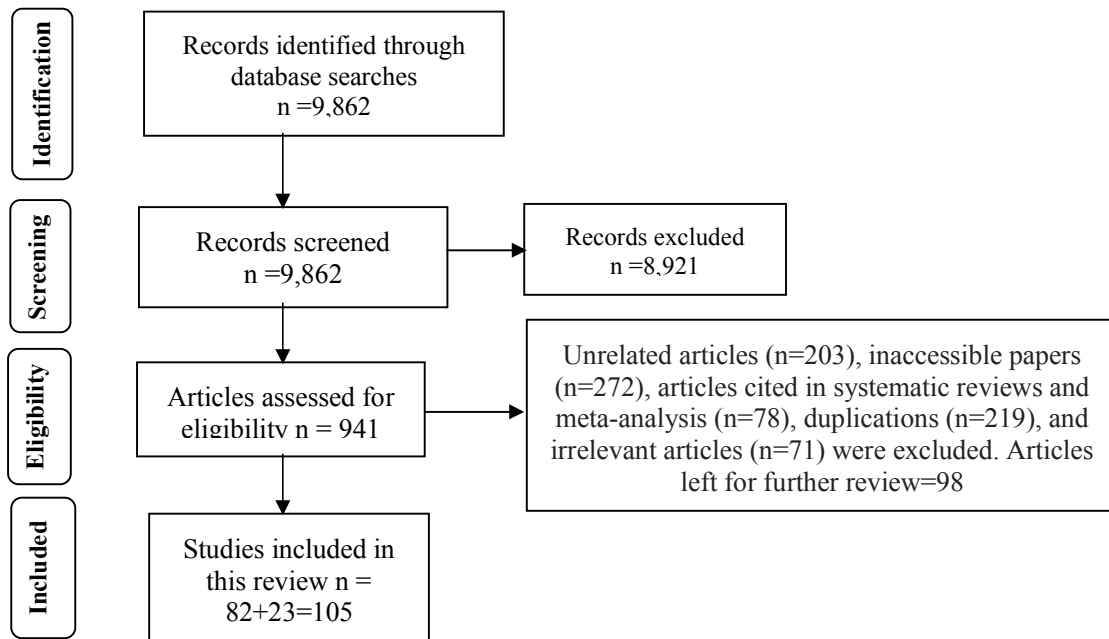 Identification
Records identified through
database searches
n =9,862
Screening
Records screened
n =9,862
Records excluded
n =8,921
Eligibility
Articles assessed for
eligibility n = 941
Unrelated articles (n=203), inaccessible papers
(n=272), articles cited in systematic reviews and
meta-analysis (n=78), duplications (n=219), and
irrelevant articles (n=71) were excluded. Articles
left for further review=98
Included
Studies included in
this review n =
82+23=105